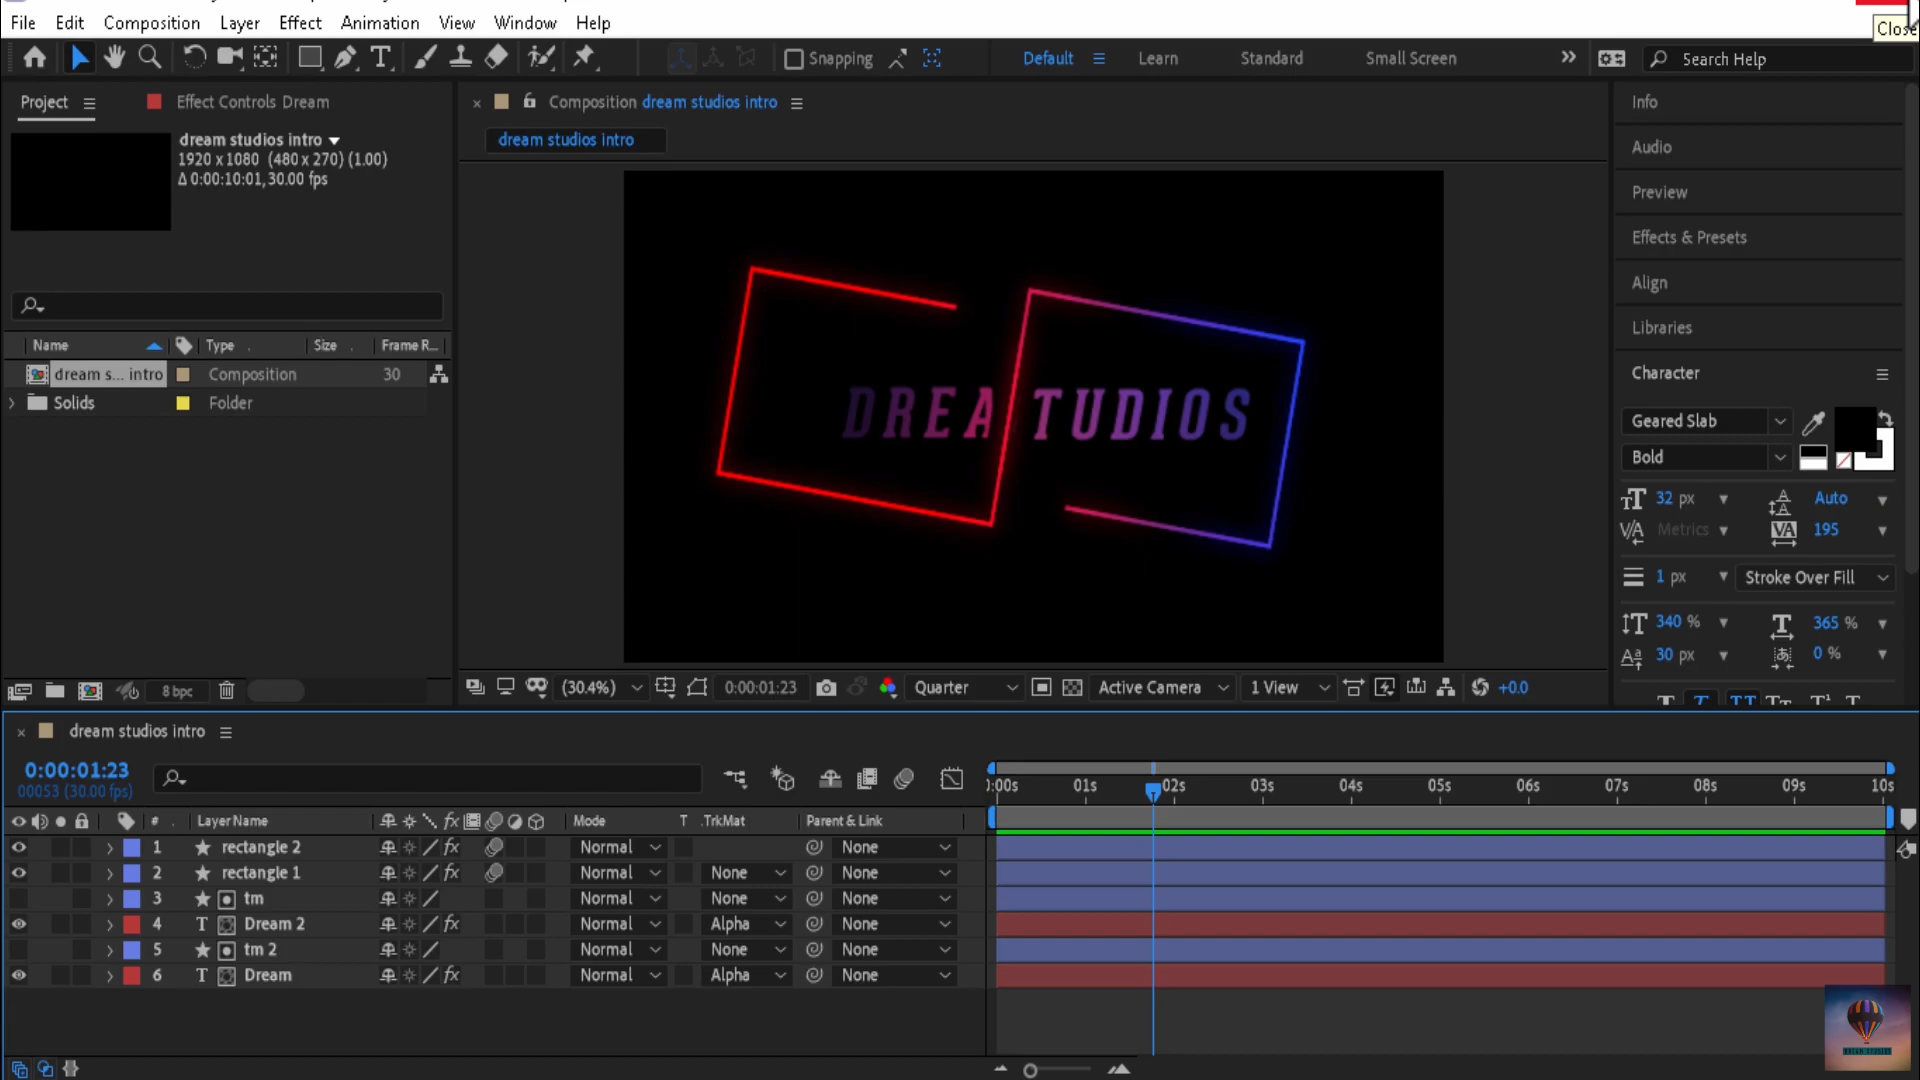 File Edit Composition Layer Effect Animation View Window Help
Close
Snapping
Default
Learn
Standard
Small Screen
Search Help
Project
Effect Controls Dream
dream studios intro
1920 x 1080 (480 x 270) (1.00)
Δ 0:00:10:01, 30.00 fps
Name Type Size Frame R...
dream s... intro Composition 30
Solids Folder
8 bpc
Composition dream studios intro
dream studios intro
DREA TUDIOS
(30.4%) 0:00:01:23 Quarter Active Camera 1 View +0.0
Info
Audio
Preview
Effects & Presets
Align
Libraries
Character
Geared Slab
Bold
32 px Auto
Metrics 195
1 px Stroke Over Fill
340 % 365 %
30 px 0 %
dream studios intro
0:00:01:23
00053 (30.00 fps)
:00s 01s 02s 03s 04s 05s 06s 07s 08s 09s 10s
# Layer Name Mode T .TrkMat Parent & Link
1 rectangle 2 Normal None
2 rectangle 1 Normal None None
3 tm Normal None None
4 Dream 2 Normal Alpha None
5 tm 2 Normal None None
6 Dream Normal Alpha None
DREAM STUDIOS